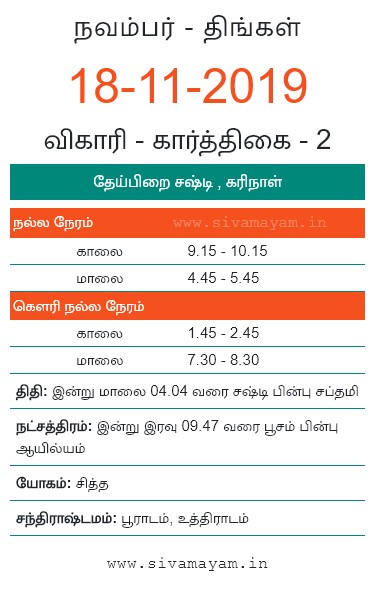 நவம்பர் - திங்கள்
18-11-2019
விகாரி - கார்த்திகை - 2
தேய்பிறை சஷ்டி , கரிநாள்
நல்ல நேரம் www.sivamayam.in
காலை 9.15 - 10.15
மாலை 4.45 - 5.45
கௌரி நல்ல நேரம்
காலை 1.45 - 2.45
மாலை 7.30 - 8.30
திதி: இன்று மாலை 04.04 வரை சஷ்டி பின்பு சப்தமி
நட்சத்திரம்: இன்று இரவு 09.47 வரை பூசம் பின்பு
ஆயில்யம்
யோகம்: சித்த
சந்திராஷ்டமம்: பூராடம், உத்திராடம்
www.sivamayam.in